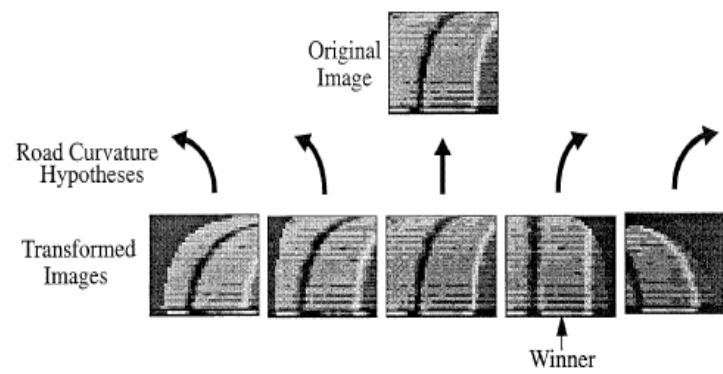 Original
Image
Road Curvature
Hypotheses
Transformed
Images
Winner